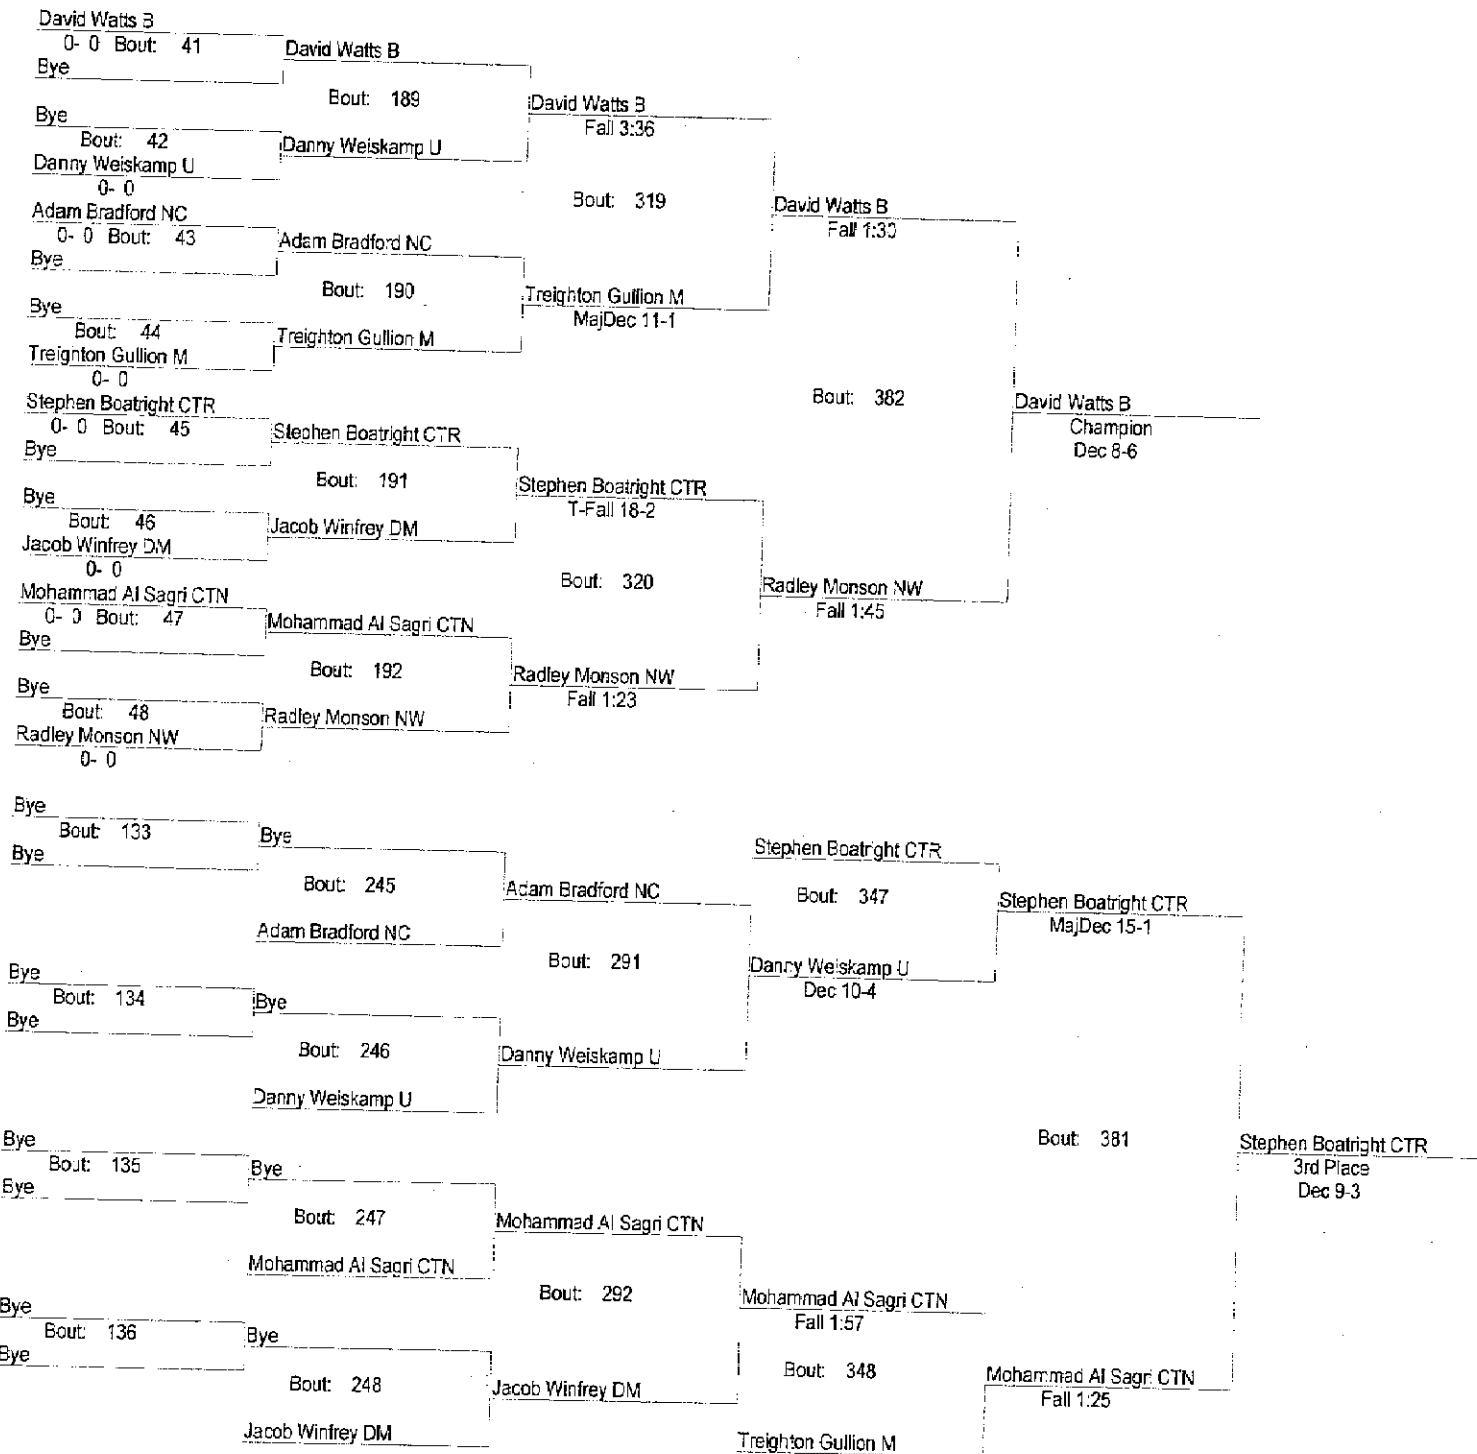 David Watts B
0- 0 Bout: 41
Bye
David Watts B
Bout: 189
Bye
Bout: 42
Danny Weiskamp U
0- 0
Danny Weiskamp U
David Watts B
Fall 3:36
Bout: 319
Adam Bradford NC
0- 0 Bout: 43
Bye
Adam Bradford NC
Bout: 190
Bye
Bout: 44
Treighton Gullion M
0- 0
Treighton Gullion M
Treighton Gullion M
MajDec 11-1
David Watts B
Fall 1:30
Bout: 382
Stephen Boatright CTR
0- 0 Bout: 45
Bye
Stephen Boatright CTR
Bout: 191
Bye
Bout: 46
Jacob Winfrey DM
0- 0
Jacob Winfrey DM
Stephen Boatright CTR
T-Fall 18-2
Bout: 320
Mohammad Al Sagri CTN
0- 0 Bout: 47
Bye
Mohammad Al Sagri CTN
Bout: 192
Bye
Bout: 48
Radley Monson NW
0- 0
Radley Monson NW
Radley Monson NW
Fall 1:23
Radley Monson NW
Fall 1:45
David Watts B
Champion
Dec 8-6
Bye
Bout: 133
Bye
Bye
Bout: 245
Adam Bradford NC
Adam Bradford NC
Bout: 291
Bye
Bout: 134
Bye
Bye
Bout: 246
Danny Weiskamp U
Danny Weiskamp U
Stephen Boatright CTR
Bout: 347
Danny Weiskamp U
Dec 10-4
Stephen Boatright CTR
MajDec 15-1
Bout: 381
Bye
Bout: 135
Bye
Bye
Bout: 247
Mohammad Al Sagri CTN
Mohammad Al Sagri CTN
Bout: 292
Bye
Bout: 136
Bye
Bye
Bout: 248
Jacob Winfrey DM
Jacob Winfrey DM
Mohammad Al Sagri CTN
Fall 1:57
Bout: 348
Treighton Gullion M
Mohammad Al Sagri CTN
Fall 1:25
Stephen Boatright CTR
3rd Place
Dec 9-3